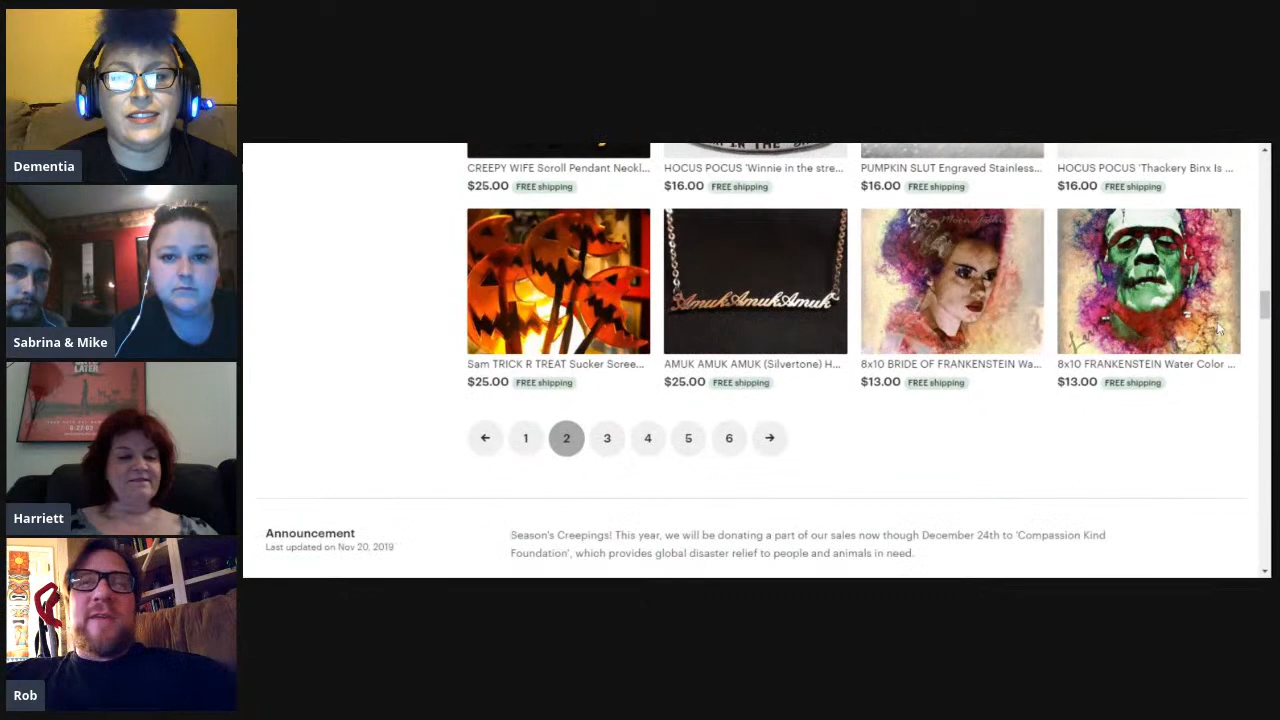 Dementia
Sabrina & Mike
LATER
Harriett
Rob
CREEPY WIFE Scroll Pendant Neckl...
$25.00 FREE shipping
HOCUS POCUS 'Winnie in the stre...
$16.00 FREE shipping
PUMPKIN SLUT Engraved Stainless...
$16.00 FREE shipping
HOCUS POCUS 'Thackery Binx Is ...
$16.00 FREE shipping
AmukAmukAmuk
Sam TRICK R TREAT Sucker Scree...
$25.00 FREE shipping
AMUK AMUK AMUK (Silvertone) H...
$25.00 FREE shipping
8x10 BRIDE OF FRANKENSTEIN Wa...
$13.00 FREE shipping
8x10 FRANKENSTEIN Water Color ...
$13.00 FREE shipping
← 1 2 3 4 5 6 →
Announcement
Last updated on Nov 20, 2019
Season's Creepings! This year, we will be donating a part of our sales now though December 24th to 'Compassion Kind
Foundation', which provides global disaster relief to people and animals in need.